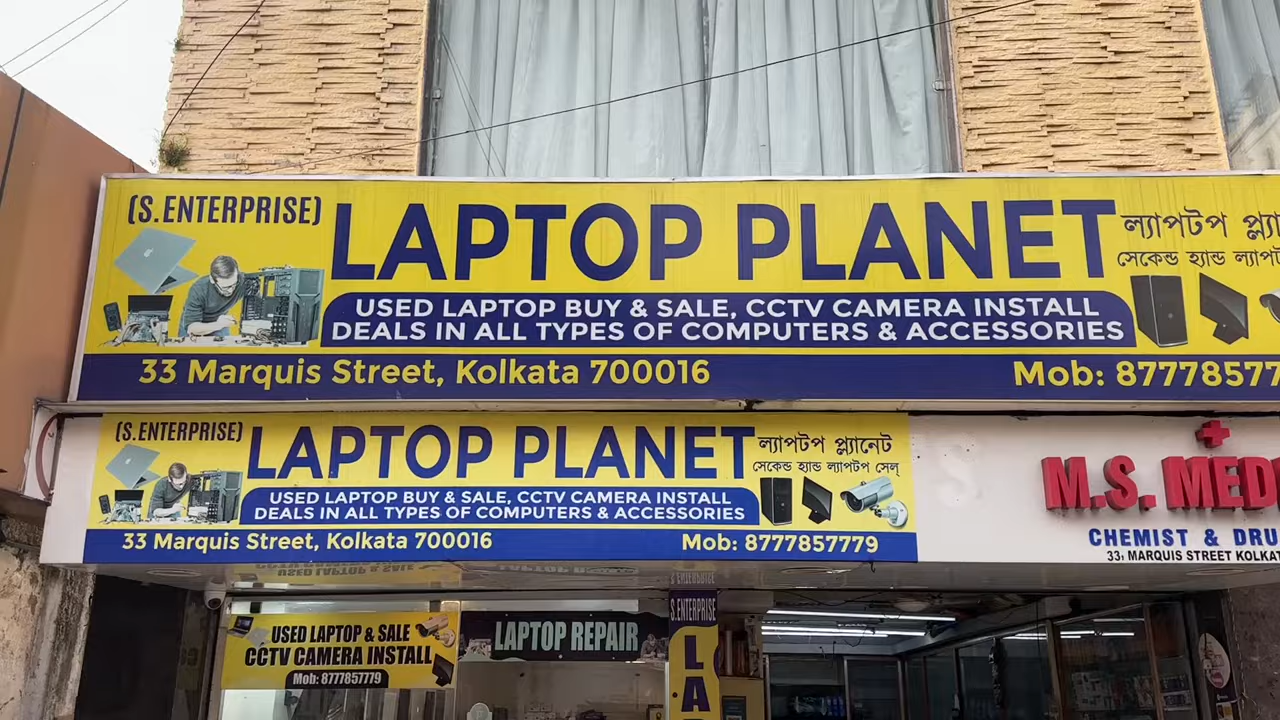 (S.ENTERPRISE)
LAPTOP PLANET
ল্যাপটপ
সেকেন্ড হ্যান্ড
USED LAPTOP BUY & SALE, CCTV CAMERA INSTALL
DEALS IN ALL TYPES OF COMPUTERS & ACCESSORIES
33 Marquis Street, Kolkata 700016
Mob: 8777857
(S.ENTERPRISE)
LAPTOP PLANET
ল্যাপটপ প্ল্যানেট
সেকেন্ড হ্যান্ড ল্যাপটপ সেল্
USED LAPTOP BUY & SALE, CCTV CAMERA INSTALL
DEALS IN ALL TYPES OF COMPUTERS & ACCESSORIES
33 Marquis Street, Kolkata 700016
Mob: 8777857779
M.S. MED
CHEMIST & DRU
33, MARQUIS STREET KOLKAT
USED LAPTOP & SALE
CCTV CAMERA INSTALL
Mob: 8777857779
LAPTOP REPAIR
S.ENTERPRISE